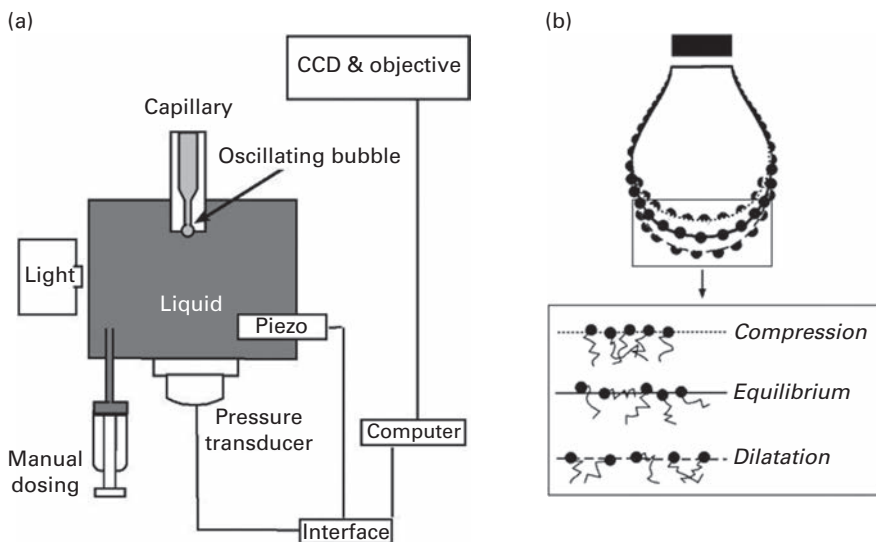 (a)
CCD & objective
Capillary
Oscillating bubble
Light
Liquid
Piezo
Pressure
transducer
Computer
Manual
dosing
Interface
(b)
Compression
Equilibrium
Dilatation